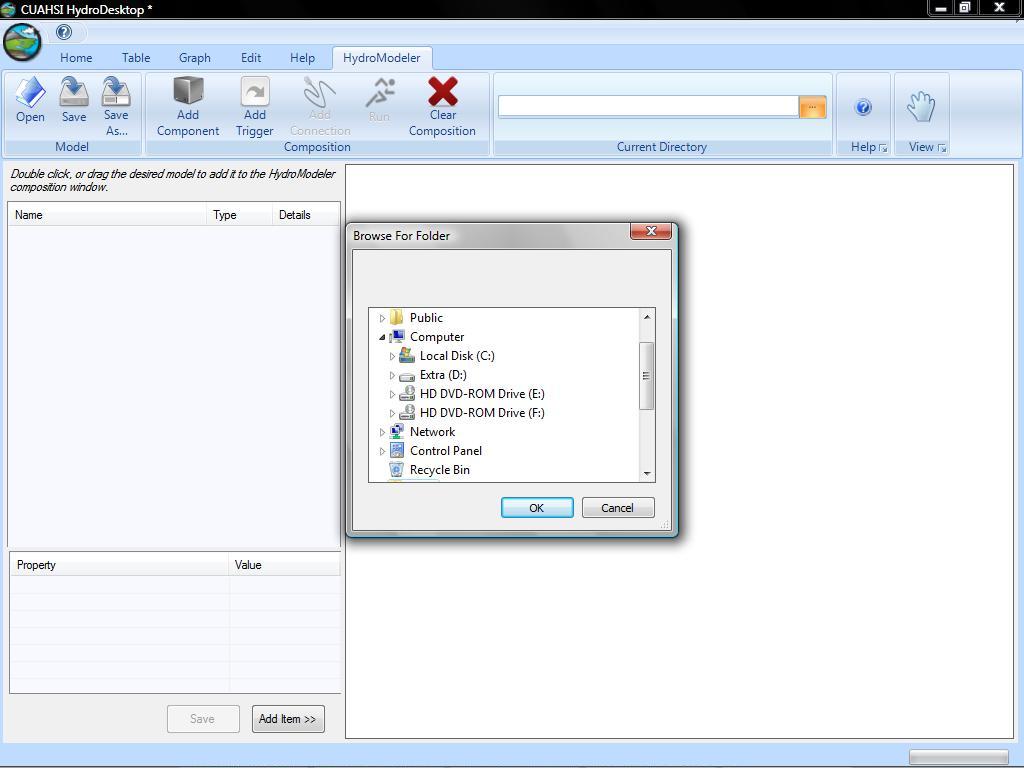 CUAHSI HydroDesktop *
Home Table Graph Edit Help HydroModeler
Open Save Save As... Add Component Add Trigger Add Connection Run Clear Composition ...
Model Composition Current Directory Help View
Double click, or drag the desired model to add it to the HydroModeler
composition window.
Name Type Details
Browse For Folder
Public
Computer
Local Disk (C:)
Extra (D:)
HD DVD-ROM Drive (E:)
HD DVD-ROM Drive (F:)
Network
Control Panel
Recycle Bin
OK Cancel
Property Value
Save Add Item >>